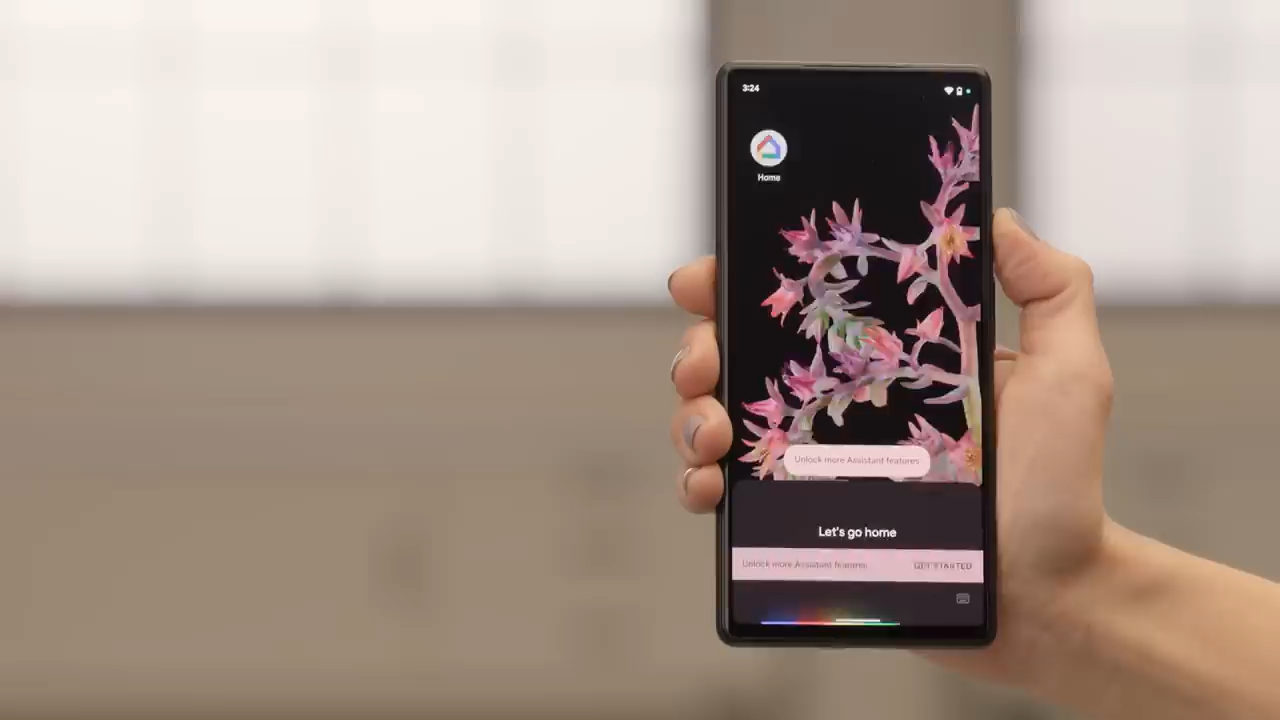 3:24
Home
Unlock more Assistant features
Let's go home
Unlock more Assistant features
GET STARTED